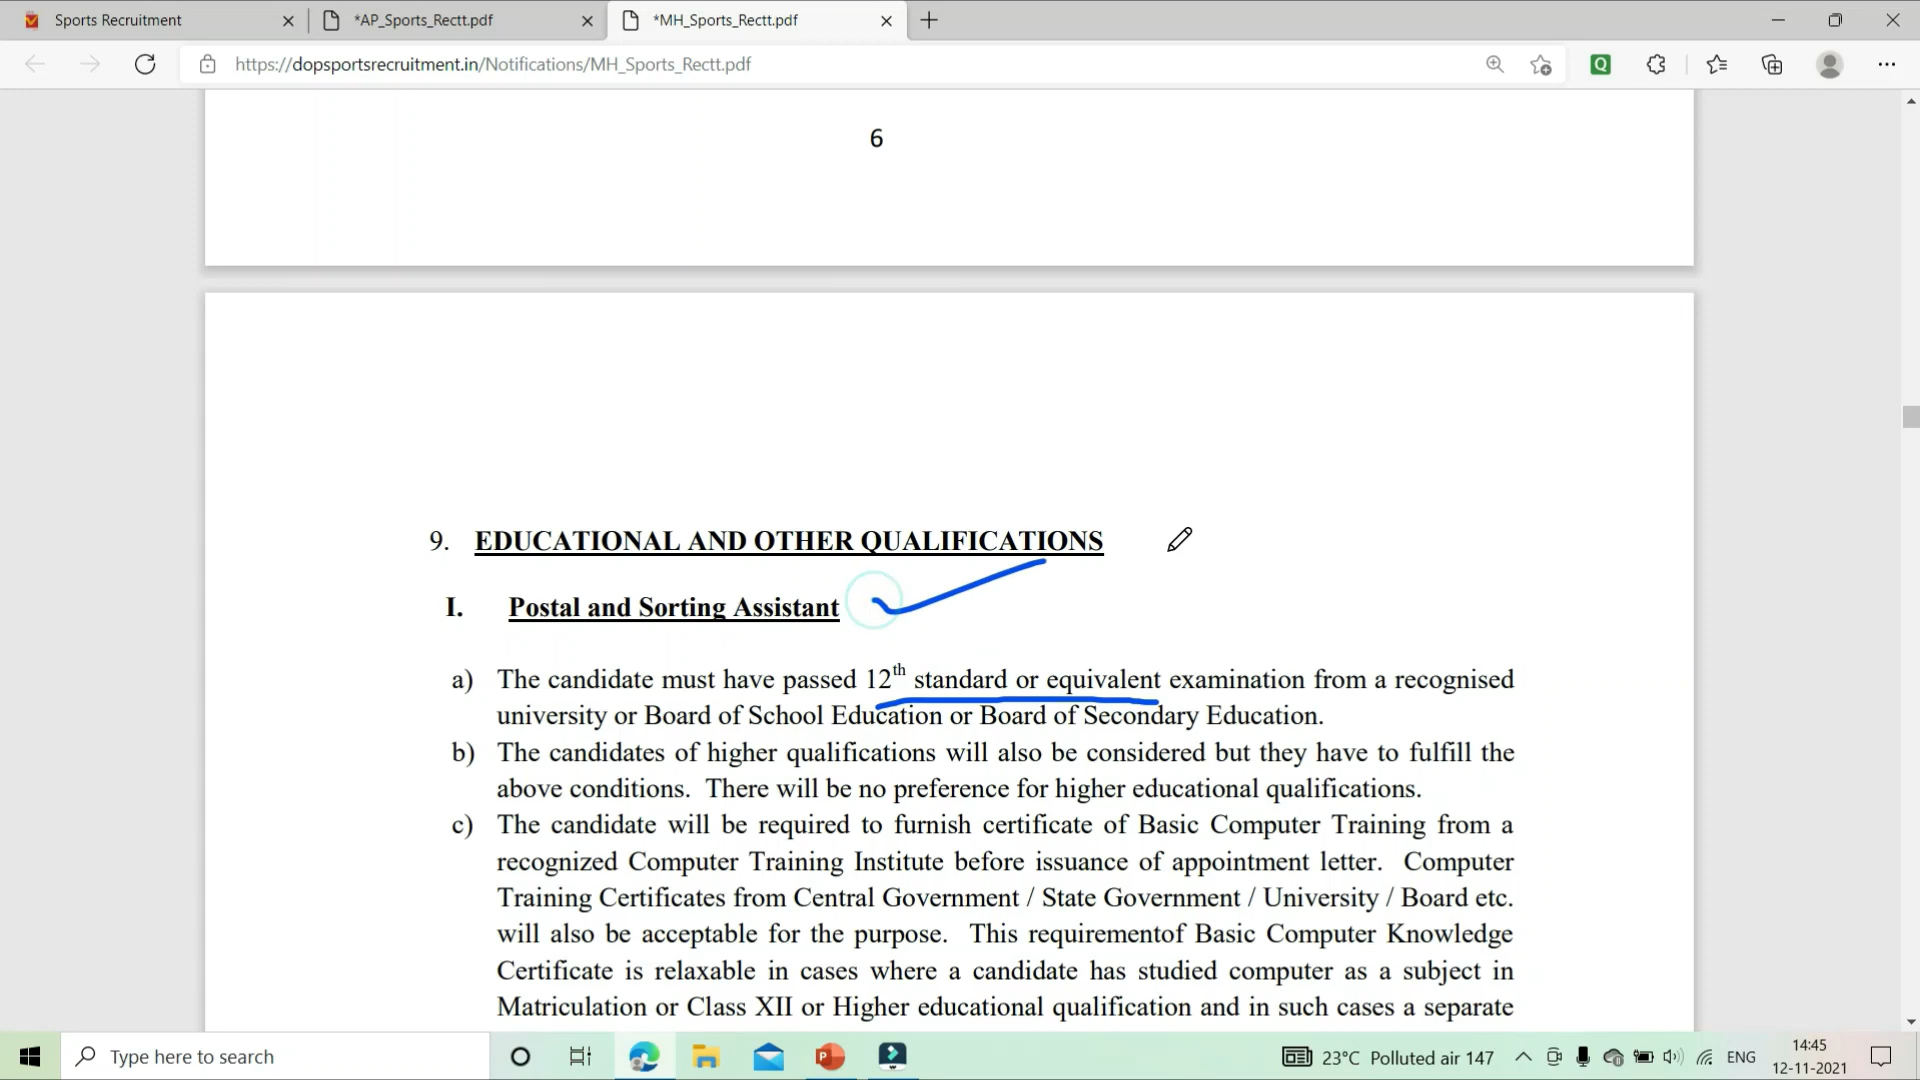 Sports Recruitment
*AP_Sports_Rectt.pdf
*MH_Sports_Rectt.pdf
https://dopsportsrecruitment.in/Notifications/MH_Sports_Rectt.pdf
Q
6
9. EDUCATIONAL AND OTHER QUALIFICATIONS
I. Postal and Sorting Assistant
a) The candidate must have passed 12th standard or equivalent examination from a recognised
university or Board of School Education or Board of Secondary Education.
b) The candidates of higher qualifications will also be considered but they have to fulfill the
above conditions. There will be no preference for higher educational qualifications.
c) The candidate will be required to furnish certificate of Basic Computer Training from a
recognized Computer Training Institute before issuance of appointment letter. Computer
Training Certificates from Central Government / State Government / University / Board etc.
will also be acceptable for the purpose. This requirementof Basic Computer Knowledge
Certificate is relaxable in cases where a candidate has studied computer as a subject in
Matriculation or Class XII or Higher educational qualification and in such cases a separate
Type here to search
P
23°C Polluted air 147
ENG
14:45
12-11-2021